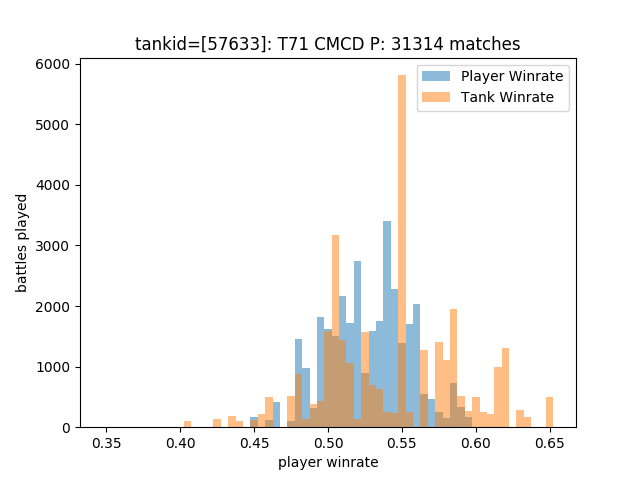 tankid=[57633]: T71 CMCD P: 31314 matches
Player Winrate
Tank Winrate
battles played
6000
5000
4000
3000
2000
1000
0
0.35 0.40 0.45 0.50 0.55 0.60 0.65
player winrate